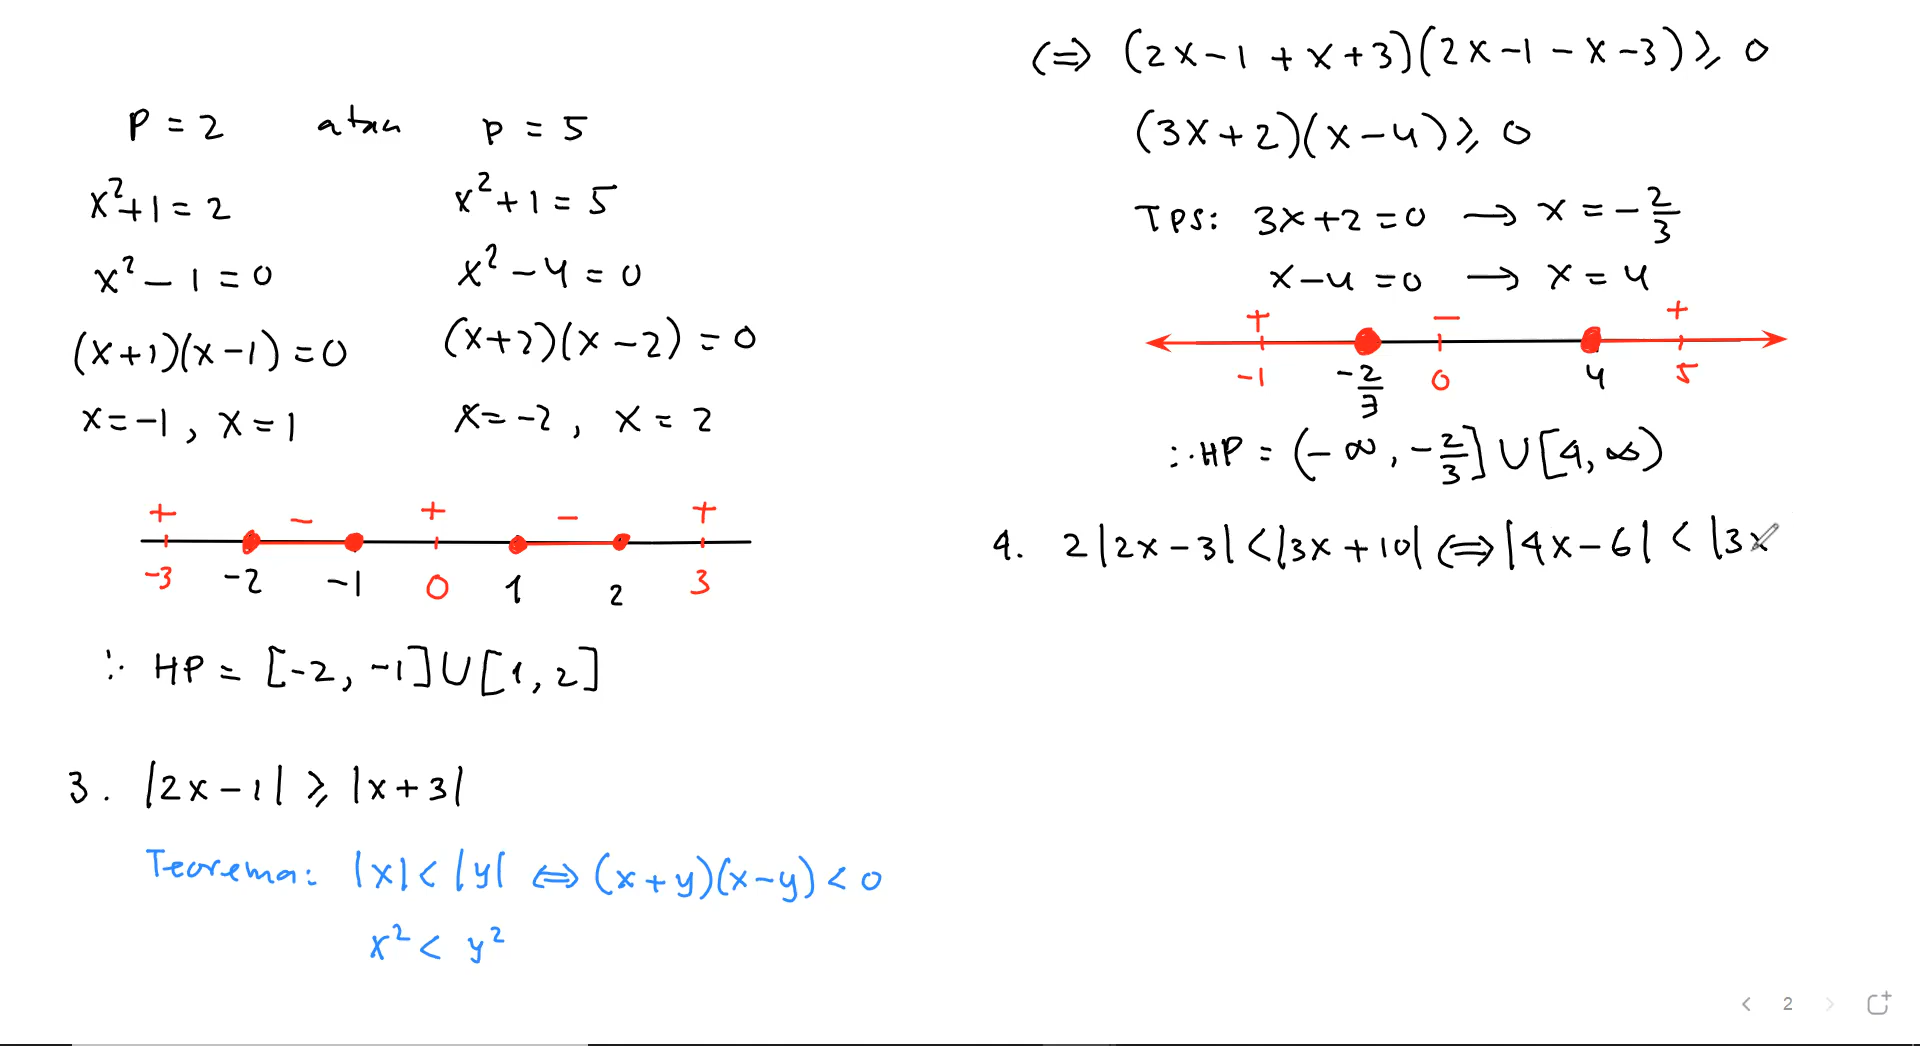 P = 2 atau p = 5
x²+1 = 2 x²+1 = 5
x² - 1 = 0 x² - 4 = 0
(x+1)(x-1) = 0 (x+2)(x-2) = 0
x = -1, x = 1 x = -2, x = 2
+ - + - +
-3 -2 -1 0 1 2 3
∵ HP = [-2, -1] ∪ [1, 2]
3. |2x-1| ⩾ |x+3|
Teorema: |x| < |y| ⟺ (x+y)(x-y) < 0
x² < y²
⟺ (2x-1 + x+3)(2x-1-x-3) ⩾ 0
(3x+2)(x-4) ⩾ 0
TPS: 3x+2 = 0 → x = -2/3
x-4 = 0 → x = 4
+ - +
-1 -2/3 0 4 5
∴ HP = (-∞, -2/3] ∪ [4, ∞)
4. 2|2x-3| < |3x+10| ⟺ |4x-6| < |3x
2